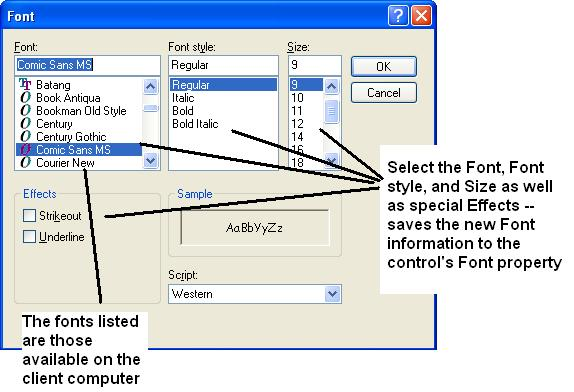 Font
Font:
Font style:
Size:
Comic Sans MS
Regular
9
OK
Cancel
Batang
Book Antiqua
Bookman Old Style
Century
Century Gothic
Comic Sans MS
Courier New
Regular
Italic
Bold
Bold Italic
9
10
11
12
14
16
18
Select the Font, Font
style, and Size as well
as special Effects --
saves the new Font
information to the
control's Font property
Effects
Strikeout
Underline
Sample
AaBbYyZz
Script:
Western
The fonts listed
are those
available on the
client computer